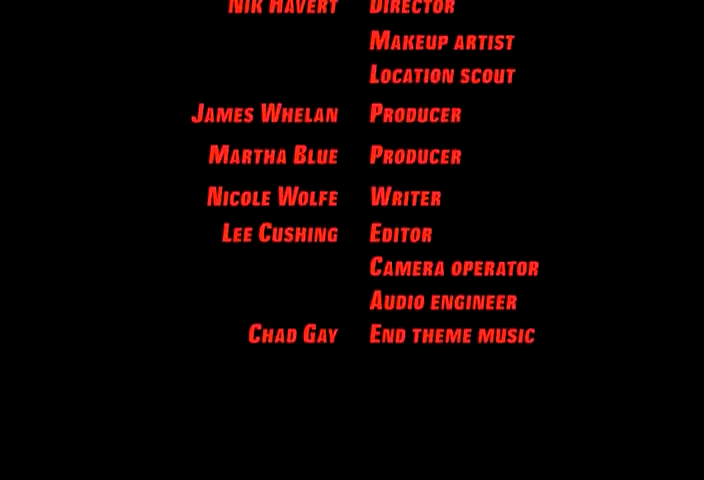 Nik Havert Director
Makeup artist
Location scout
James Whelan Producer
Martha Blue Producer
Nicole Wolfe Writer
Lee Cushing Editor
Camera operator
Audio engineer
Chad Gay End theme music